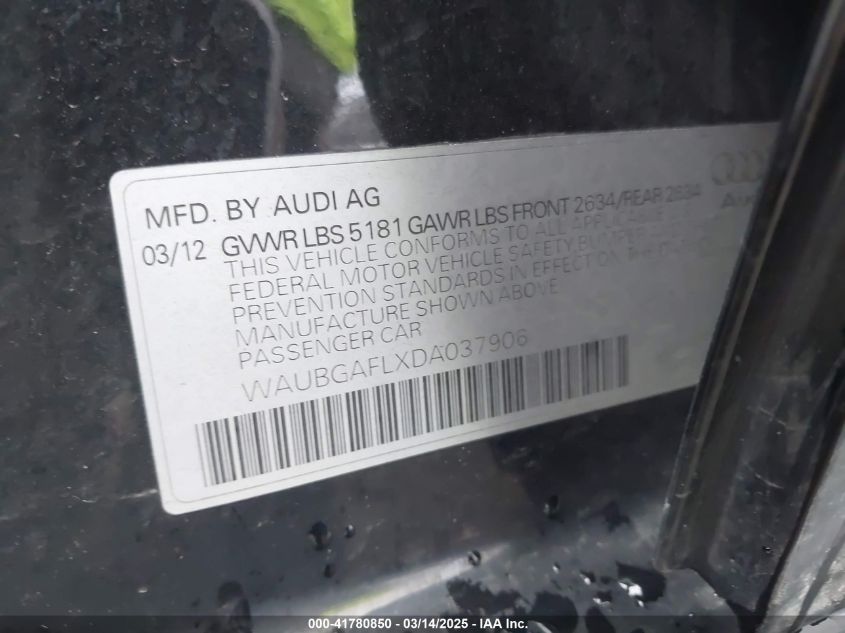 MFD. BY AUDI AG
03/12 GVWR LBS 5181 GAWR LBS FRONT 2634/REAR 2634
THIS VEHICLE CONFORMS TO ALL APPLICABLE
FEDERAL MOTOR VEHICLE SAFETY BUMPER
PREVENTION STANDARDS IN EFFECT ON THE
MANUFACTURE SHOWN ABOVE
PASSENGER CAR
WAUBGAFLXDA037906
000-41780850 - 03/14/2025 - IAA Inc.